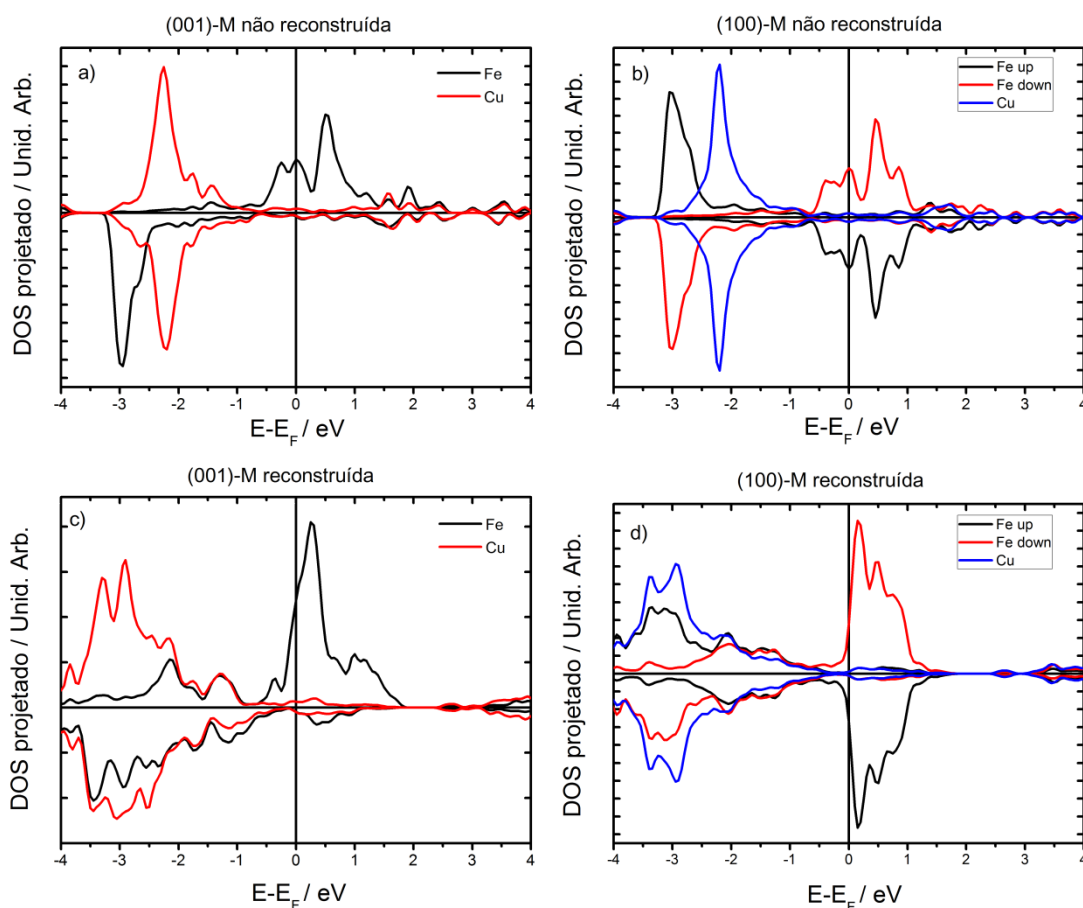 (001)-M não reconstruída
a)
Fe
Cu
DOS projetado / Unid. Arb.
-4 -3 -2 -1 0 1 2 3 4
E-E_F / eV
(100)-M não reconstruída
b)
Fe up
Fe down
Cu
DOS projetado / Unid. Arb.
-4 -3 -2 -1 0 1 2 3 4
E-E_F / eV
(001)-M reconstruída
c)
Fe
Cu
DOS projetado / Unid. Arb.
-4 -3 -2 -1 0 1 2 3 4
E-E_F / eV
(100)-M reconstruída
d)
Fe up
Fe down
Cu
DOS projetado / Unid. Arb.
-4 -3 -2 -1 0 1 2 3 4
E-E_F / eV